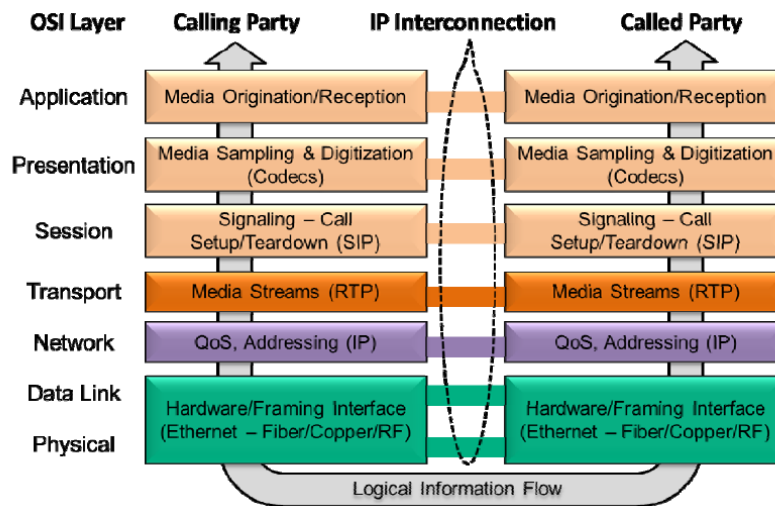 OSI Layer Calling Party IP Interconnection Called Party
Application Media Origination/Reception Media Origination/Reception
Presentation Media Sampling & Digitization Media Sampling & Digitization
(Codecs) (Codecs)
Session Signaling – Call Signaling – Call
Setup/Teardown (SIP) Setup/Teardown (SIP)
Transport Media Streams (RTP) Media Streams (RTP)
Network QoS, Addressing (IP) QoS, Addressing (IP)
Data Link
Hardware/Framing Interface Hardware/Framing Interface
(Ethernet – Fiber/Copper/RF) (Ethernet – Fiber/Copper/RF)
Physical
Logical Information Flow